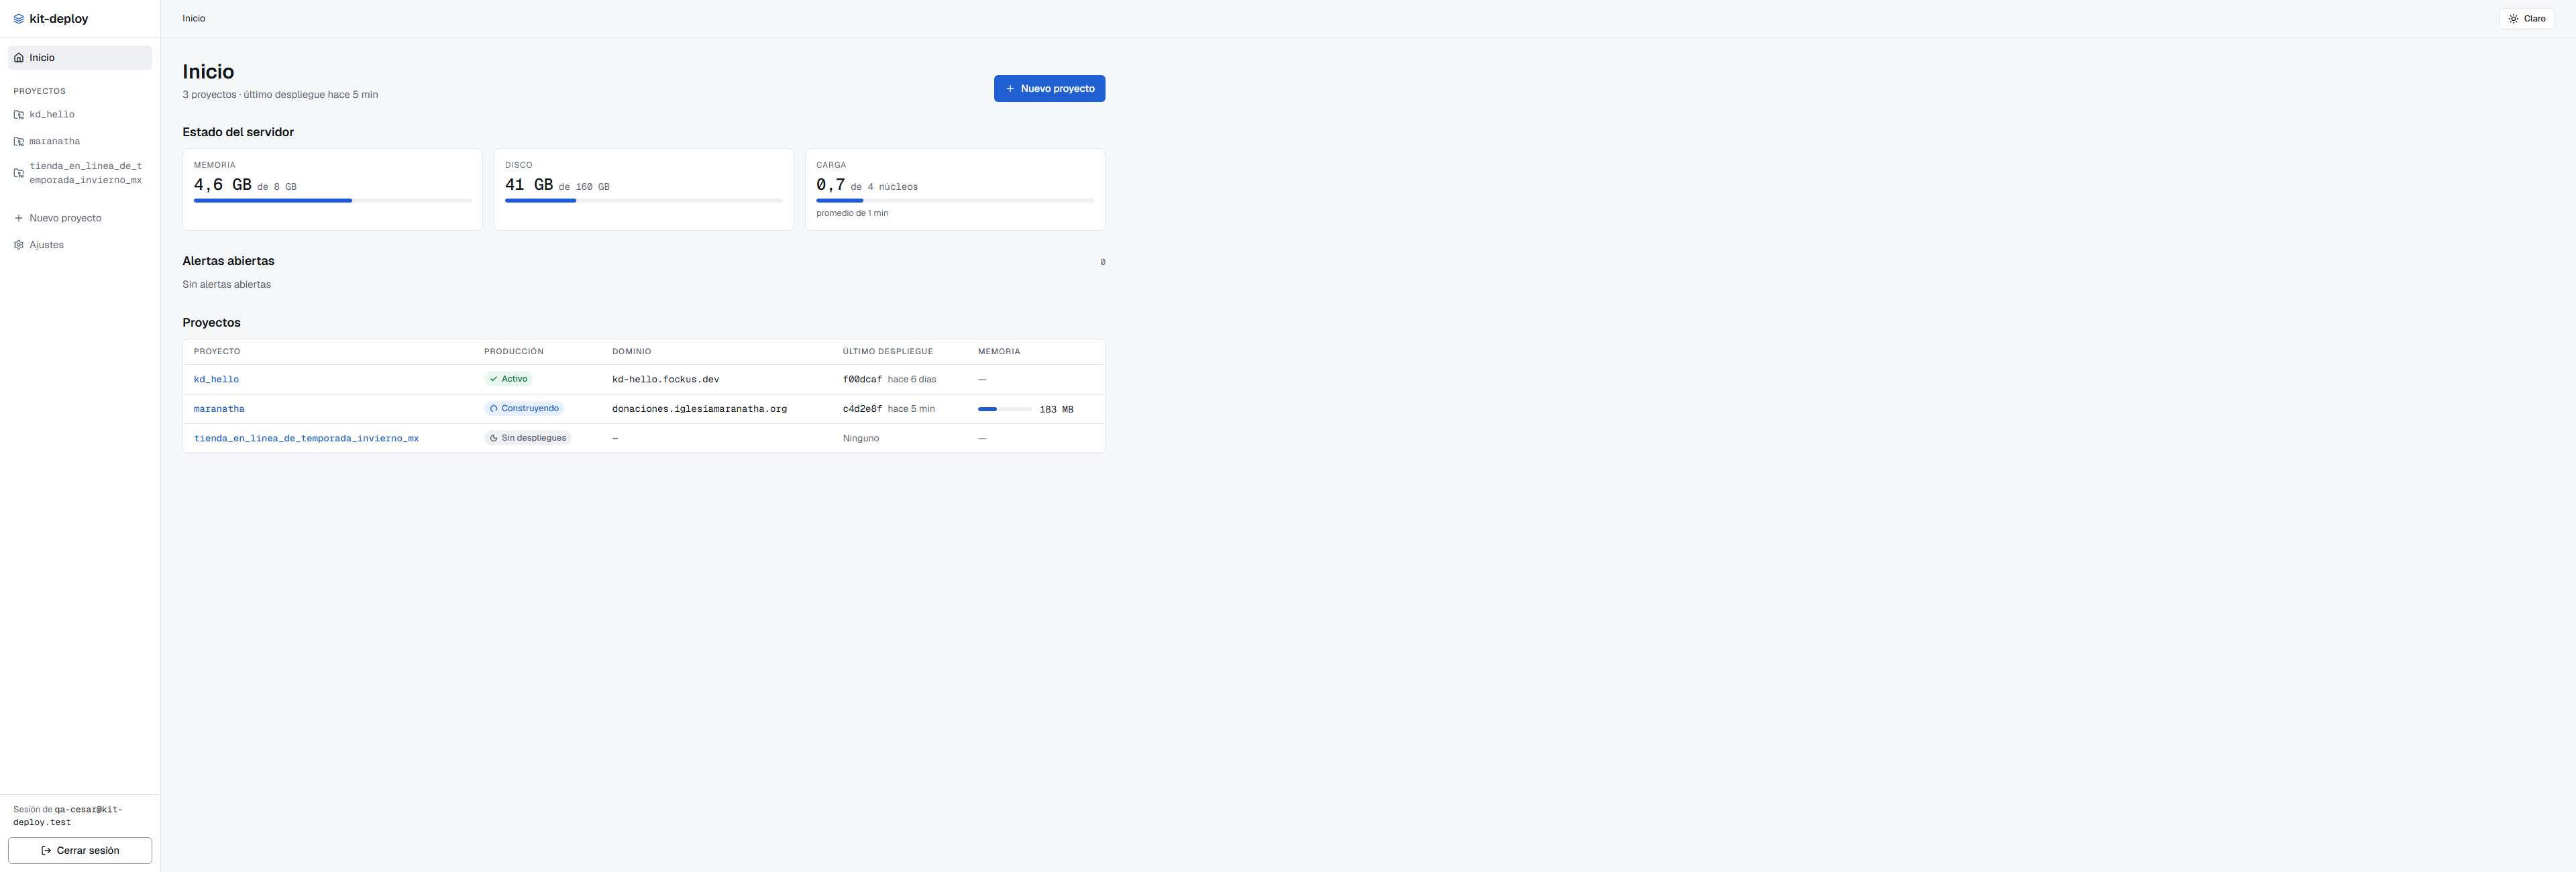 kit-deploy
Inicio
Claro
Inicio
PROYECTOS
kd_hello
maranatha
tienda_en_linea_de_t
emporada_invierno_mx
Nuevo proyecto
Ajustes
Sesión de qa-cesar@kit-
deploy.test
Cerrar sesión
Inicio
3 proyectos · último despliegue hace 5 min
Nuevo proyecto
Estado del servidor
MEMORIA
4,6 GB de 8 GB
DISCO
41 GB de 160 GB
CARGA
0,7 de 4 núcleos
promedio de 1 min
Alertas abiertas 0
Sin alertas abiertas
Proyectos
PROYECTO PRODUCCIÓN DOMINIO ÚLTIMO DESPLIEGUE MEMORIA
kd_hello Activo kd-hello.fockus.dev f00dcaf hace 6 días —
maranatha Construyendo donaciones.iglesiamaranatha.org c4d2e8f hace 5 min 183 MB
tienda_en_linea_de_temporada_invierno_mx Sin despliegues — Ninguno —